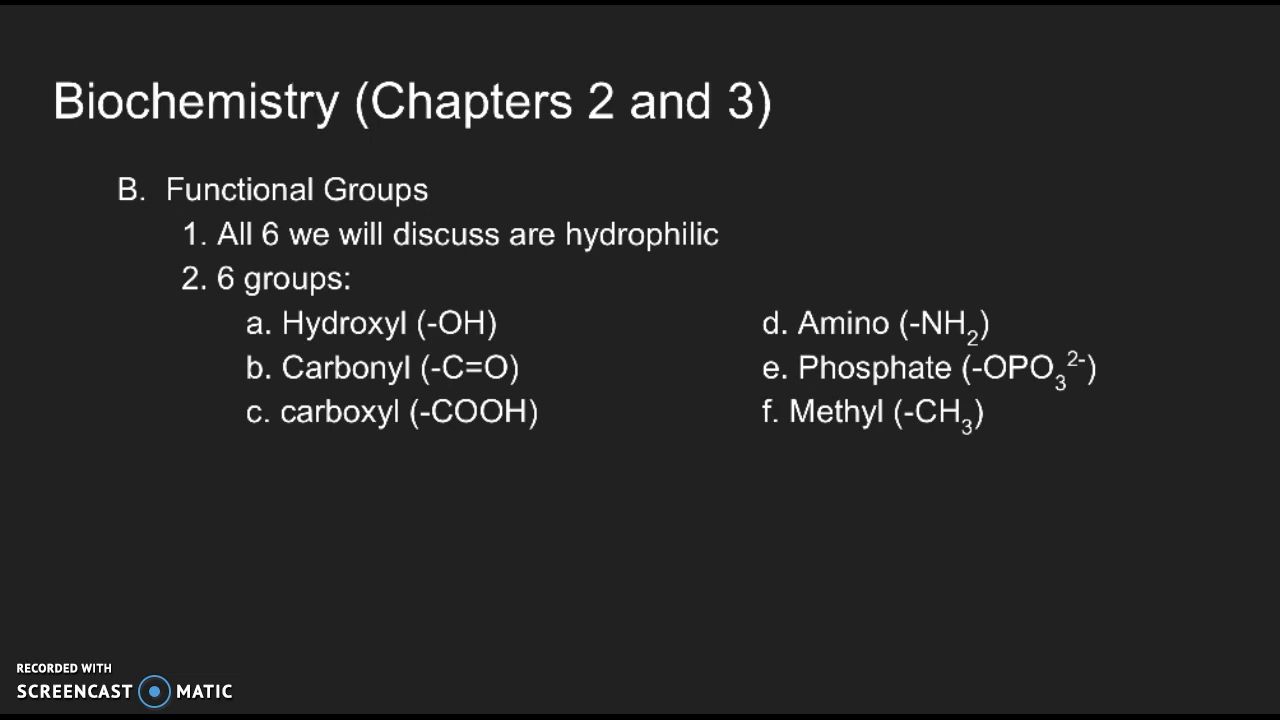 Biochemistry (Chapters 2 and 3)
B. Functional Groups
1. All 6 we will discuss are hydrophilic
2. 6 groups:
a. Hydroxyl (-OH)
b. Carbonyl (-C=O)
c. carboxyl (-COOH)
d. Amino (-NH₂)
e. Phosphate (-OPO₃²⁻)
f. Methyl (-CH₃)
RECORDED WITH
SCREENCAST MATIC